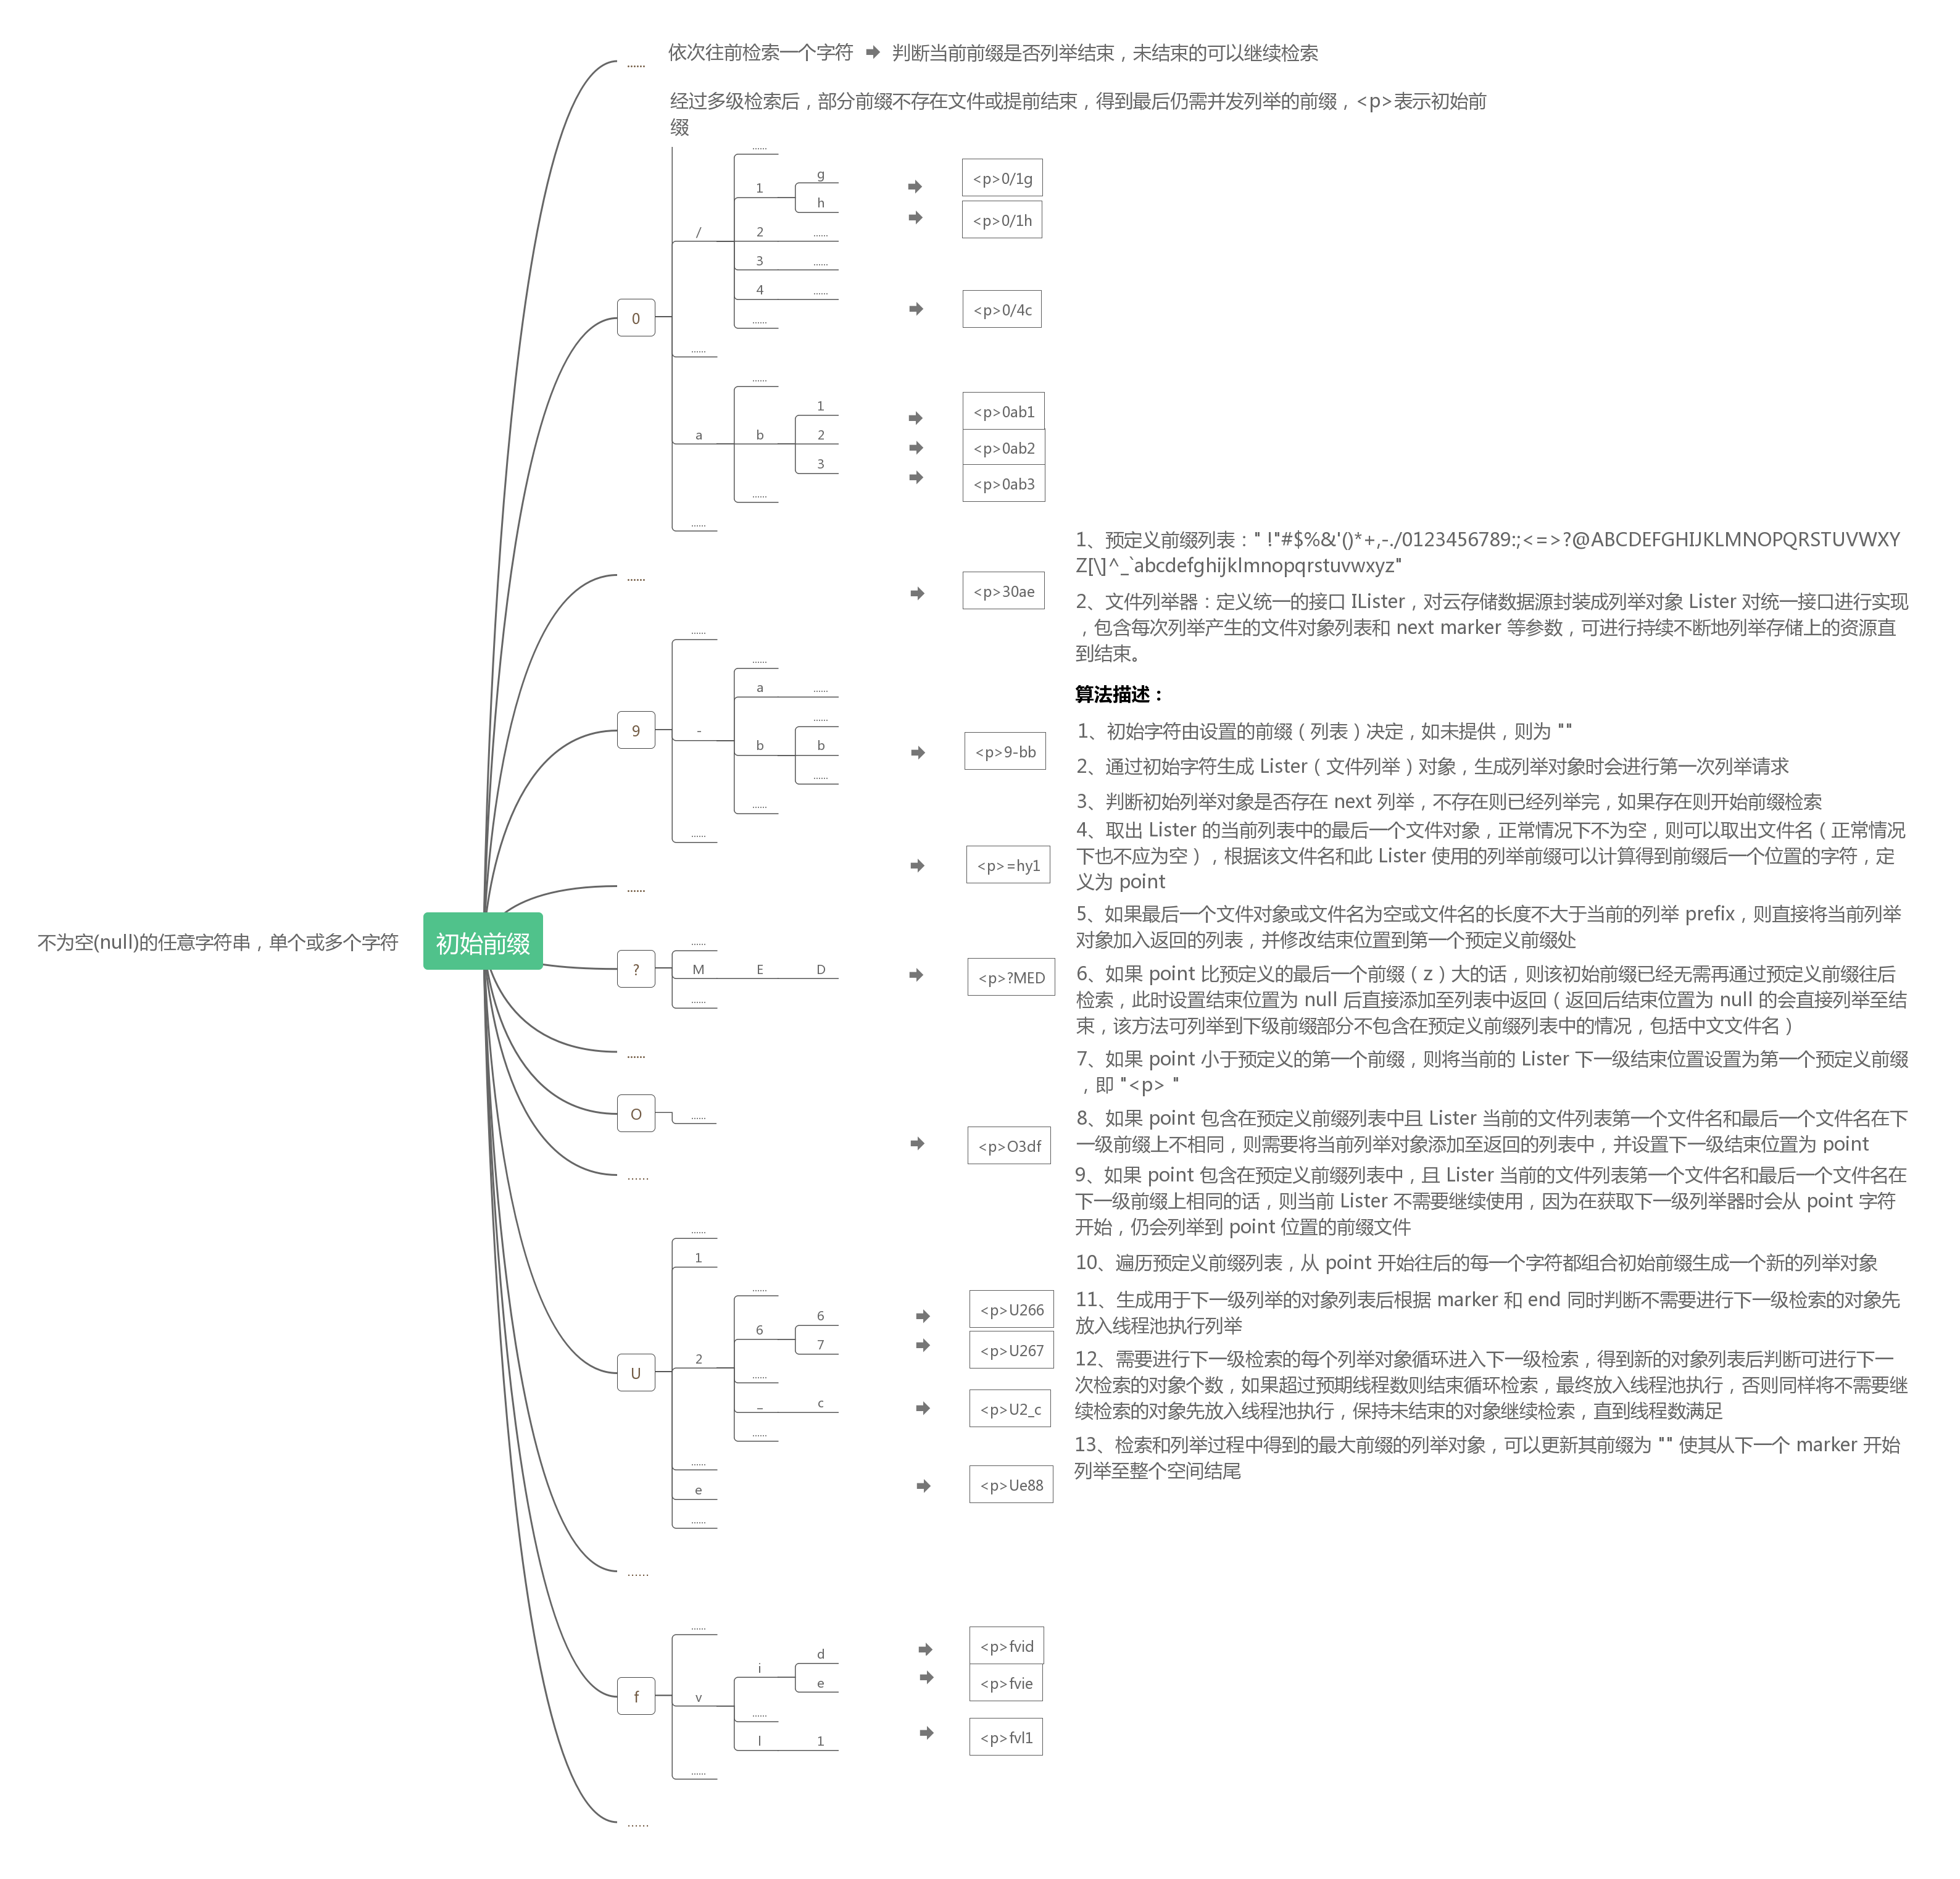 ......
依次往前检索一个字符
判断当前前缀是否列举结束，未结束的可以继续检索
经过多级检索后，部分前缀不存在文件或提前结束，得到最后仍需并发列举的前缀，<p>表示初始前
缀
不为空(null)的任意字符串，单个或多个字符
初始前缀
0
/
......
1
g
<p>0/1g
h
<p>0/1h
2
......
3
......
4
......
<p>0/4c
......
......
a
......
b
1
<p>0ab1
2
<p>0ab2
3
<p>0ab3
......
......
......
<p>30ae
9
......
-
......
a
......
b
......
b
<p>9-bb
......
......
......
......
<p>=hy1
?
......
M
E
D
<p>?MED
......
......
O
......
<p>O3df
......
U
......
1
2
......
6
6
<p>U266
7
<p>U267
......
_
c
<p>U2_c
......
......
e
<p>Ue88
......
......
f
......
v
i
d
<p>fvid
e
<p>fvie
......
l
1
<p>fvl1
......
......
1、预定义前缀列表：" !"#$%&'()*+,-./0123456789:;<=>?@ABCDEFGHIJKLMNOPQRSTUVWXY
Z[\]^_`abcdefghijklmnopqrstuvwxyz"
2、文件列举器：定义统一的接口 ILister，对云存储数据源封装成列举对象 Lister 对统一接口进行实现
，包含每次列举产生的文件对象列表和 next marker 等参数，可进行持续不断地列举存储上的资源直
到结束。
算法描述：
1、初始字符由设置的前缀（列表）决定，如未提供，则为 ""
2、通过初始字符生成 Lister（文件列举）对象，生成列举对象时会进行第一次列举请求
3、判断初始列举对象是否存在 next 列举，不存在则已经列举完，如果存在则开始前缀检索
4、取出 Lister 的当前列表中的最后一个文件对象，正常情况下不为空，则可以取出文件名（正常情况
下也不应为空），根据该文件名和此 Lister 使用的列举前缀可以计算得到前缀后一个位置的字符，定
义为 point
5、如果最后一个文件对象或文件名为空或文件名的长度不大于当前的列举 prefix，则直接将当前列举
对象加入返回的列表，并修改结束位置到第一个预定义前缀处
6、如果 point 比预定义的最后一个前缀（z）大的话，则该初始前缀已经无需再通过预定义前缀往后
检索，此时设置结束位置为 null 后直接添加至列表中返回（返回后结束位置为 null 的会直接列举至结
束，该方法可列举到下级前缀部分不包含在预定义前缀列表中的情况，包括中文文件名）
7、如果 point 小于预定义的第一个前缀，则将当前的 Lister 下一级结束位置设置为第一个预定义前缀
，即 "<p> "
8、如果 point 包含在预定义前缀列表中且 Lister 当前的文件列表第一个文件名和最后一个文件名在下
一级前缀上不相同，则需要将当前列举对象添加至返回的列表中，并设置下一级结束位置为 point
9、如果 point 包含在预定义前缀列表中，且 Lister 当前的文件列表第一个文件名和最后一个文件名在
下一级前缀上相同的话，则当前 Lister 不需要继续使用，因为在获取下一级列举器时会从 point 字符
开始，仍会列举到 point 位置的前缀文件
10、遍历预定义前缀列表，从 point 开始往后的每一个字符都组合初始前缀生成一个新的列举对象
11、生成用于下一级列举的对象列表后根据 marker 和 end 同时判断不需要进行下一级检索的对象先
放入线程池执行列举
12、需要进行下一级检索的每个列举对象循环进入下一级检索，得到新的对象列表后判断可进行下一
次检索的对象个数，如果超过预期线程数则结束循环检索，最终放入线程池执行，否则同样将不需要继
续检索的对象先放入线程池执行，保持未结束的对象继续检索，直到线程数满足
13、检索和列举过程中得到的最大前缀的列举对象，可以更新其前缀为 "" 使其从下一个 marker 开始
列举至整个空间结尾